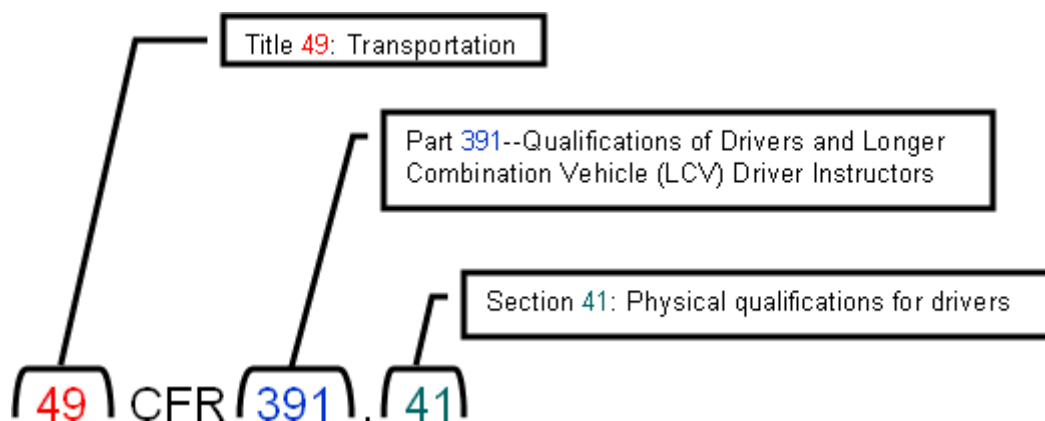 Title 49: Transportation
Part 391--Qualifications of Drivers and Longer
Combination Vehicle (LCV) Driver Instructors
Section 41: Physical qualifications for drivers
49 CFR 391 . 41